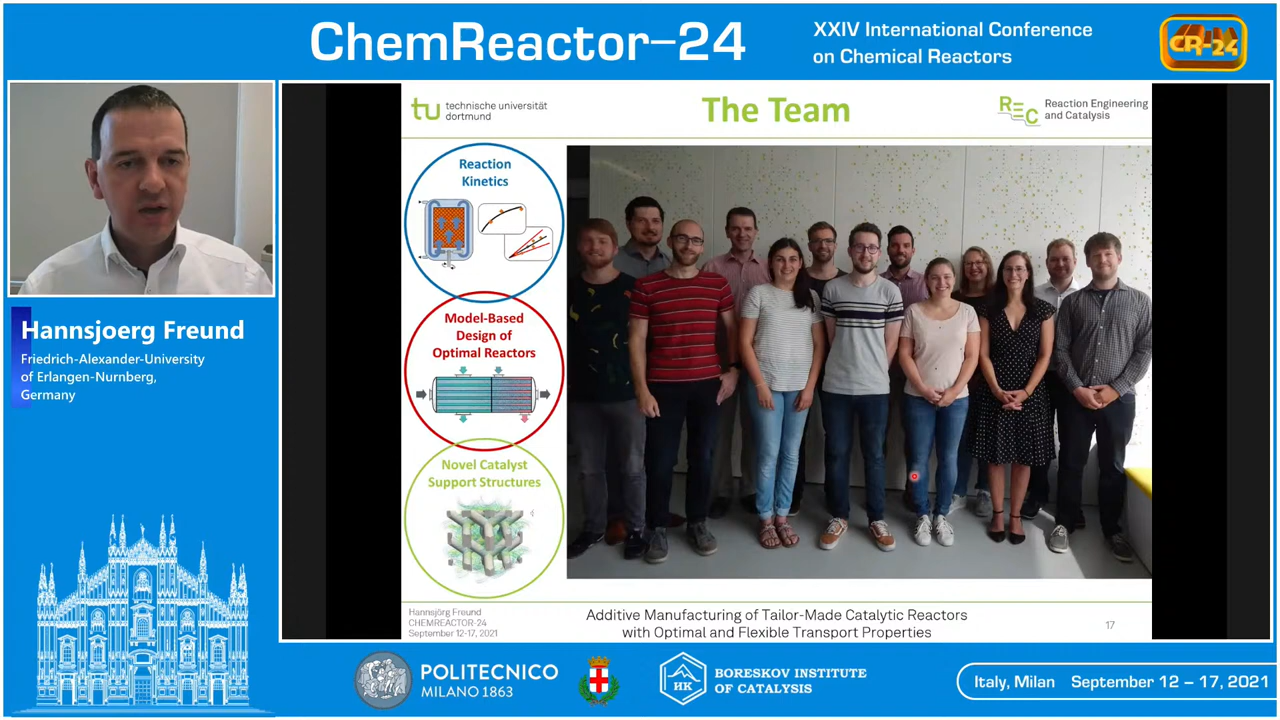 ChemReactor–24
XXIV International Conference
on Chemical Reactors
CR-24
tu technische universität
dortmund
The Team
REC Reaction Engineering
and Catalysis
Reaction
Kinetics
Model-Based
Design of
Optimal Reactors
Novel Catalyst
Support Structures
Hannsjoerg Freund
Friedrich-Alexander-University
of Erlangen-Nurnberg,
Germany
Hannsjörg Freund
CHEMREACTOR-24
September 12-17, 2021
Additive Manufacturing of Tailor-Made Catalytic Reactors
with Optimal and Flexible Transport Properties
17
POLITECNICO
MILANO 1863
HK
BORESKOV INSTITUTE
OF CATALYSIS
Italy, Milan September 12 – 17, 2021